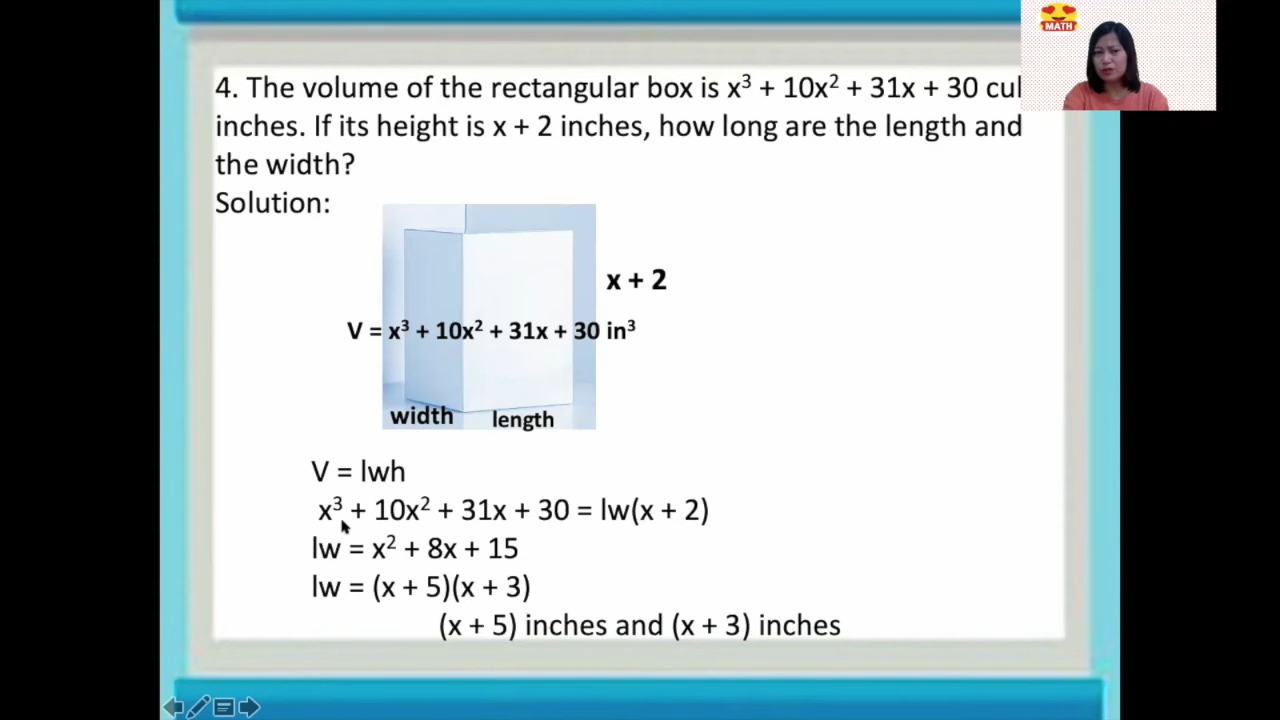 MATH
4. The volume of the rectangular box is x³ + 10x² + 31x + 30
inches. If its height is x + 2 inches, how long are the length and
the width?
Solution:
x + 2
V = x³ + 10x² + 31x + 30 in³
width length
V = lwh
x³ + 10x² + 31x + 30 = lw(x + 2)
lw = x² + 8x + 15
lw = (x + 5)(x + 3)
(x + 5) inches and (x + 3) inches